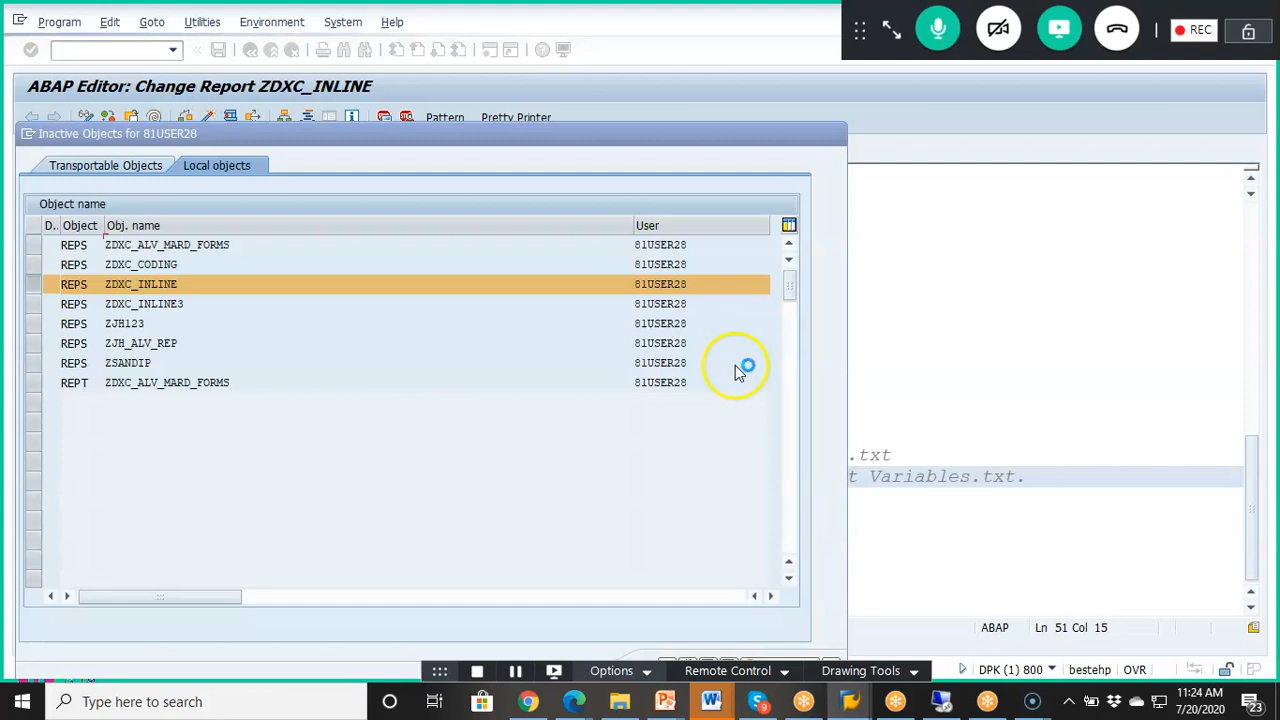 Program Edit Goto Utilities Environment System Help
REC
ABAP Editor: Change Report ZDXC_INLINE
Pattern Pretty Printer
Inactive Objects for 81USER28
Transportable Objects Local objects
Object name
D.. Object Obj. name User
REPS ZDXC_ALV_MARD_FORMS 81USER28
REPS ZDXC_CODING 81USER28
REPS ZDXC_INLINE 81USER28
REPS ZDXC_INLINE3 81USER28
REPS ZJH123 81USER28
REPS ZJH_ALV_REP 81USER28
REPS ZSANDIP 81USER28
REPT ZDXC_ALV_MARD_FORMS 81USER28
.txt
t Variables.txt.
ABAP Ln 51 Col 15
Options Remote Control Drawing Tools
DPK (1) 800 bestehp OVR
Type here to search
9
11:24 AM
7/20/2020
23